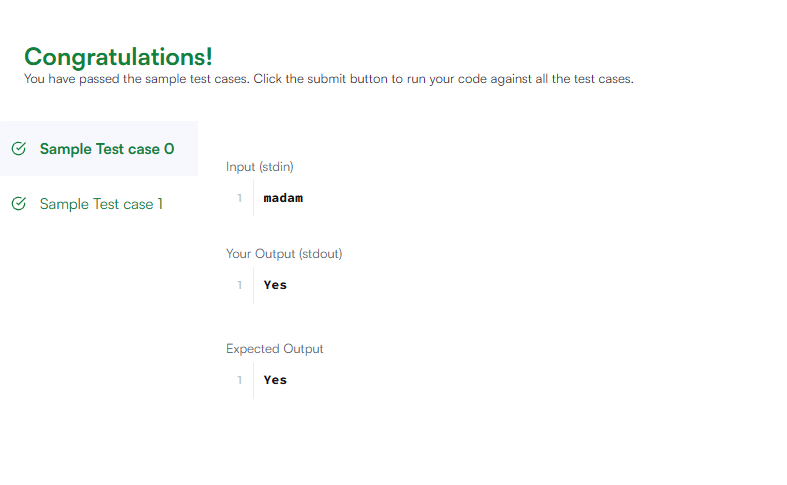 Congratulations!
You have passed the sample test cases. Click the submit button to run your code against all the test cases.
Sample Test case 0
Sample Test case 1
Input (stdin)
1 madam
Your Output (stdout)
1 Yes
Expected Output
1 Yes